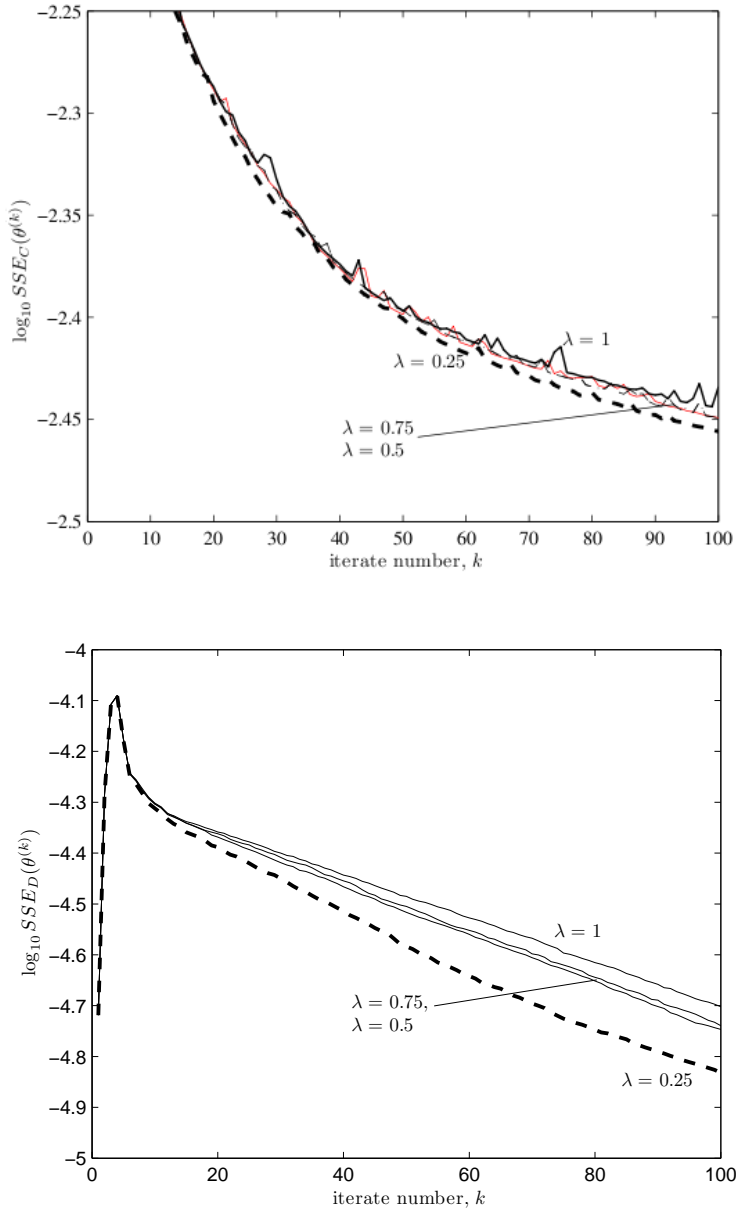 −2.25
−2.3
−2.35
−2.4
−2.45
−2.5
log₁₀ SSE_C(θ^(k))
λ = 1
λ = 0.25
λ = 0.75
λ = 0.5
0 10 20 30 40 50 60 70 80 90 100
iterate number, k
−4
−4.1
−4.2
−4.3
−4.4
−4.5
−4.6
−4.7
−4.8
−4.9
−5
log₁₀ SSE_D(θ^(k))
λ = 1
λ = 0.75,
λ = 0.5
λ = 0.25
0 20 40 60 80 100
iterate number, k